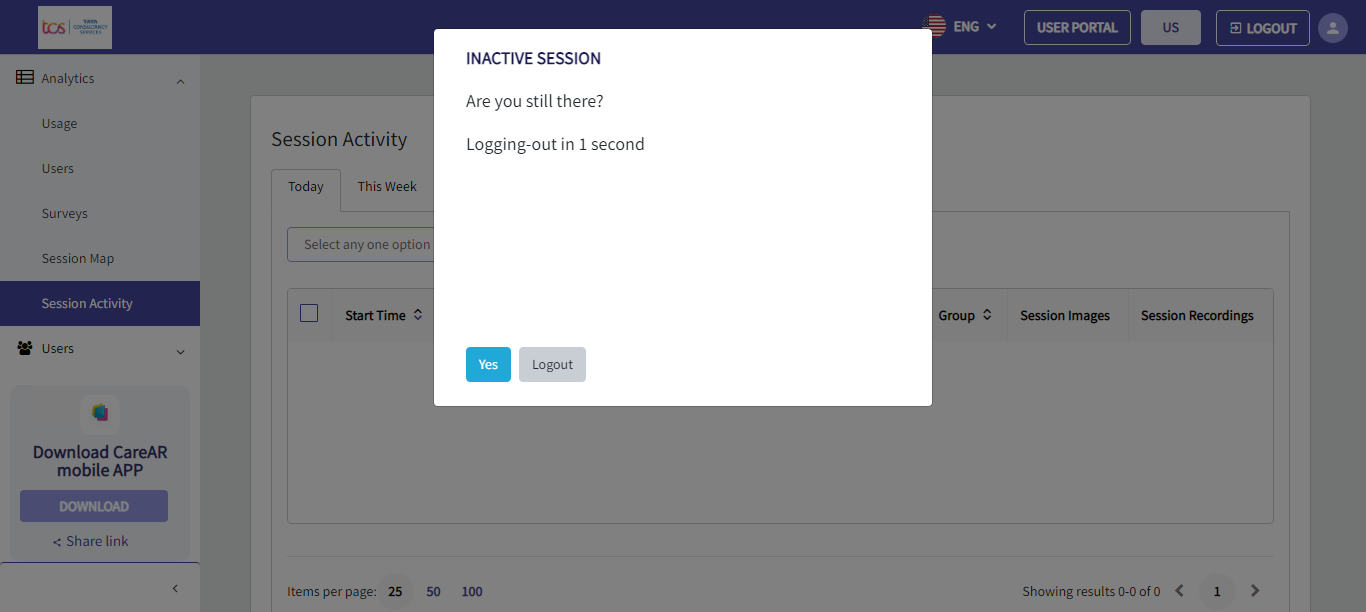 tcs TATA CONSULTANCY SERVICES
ENG
USER PORTAL
US
LOGOUT
Analytics
Usage
Users
Surveys
Session Map
Session Activity
Users
Download CareAR
mobile APP
DOWNLOAD
Share link
Session Activity
Today
This Week
Select any one option
Start Time
Group
Session Images
Session Recordings
INACTIVE SESSION
Are you still there?
Logging-out in 1 second
Yes
Logout
Items per page: 25 50 100
Showing results 0-0 of 0
1